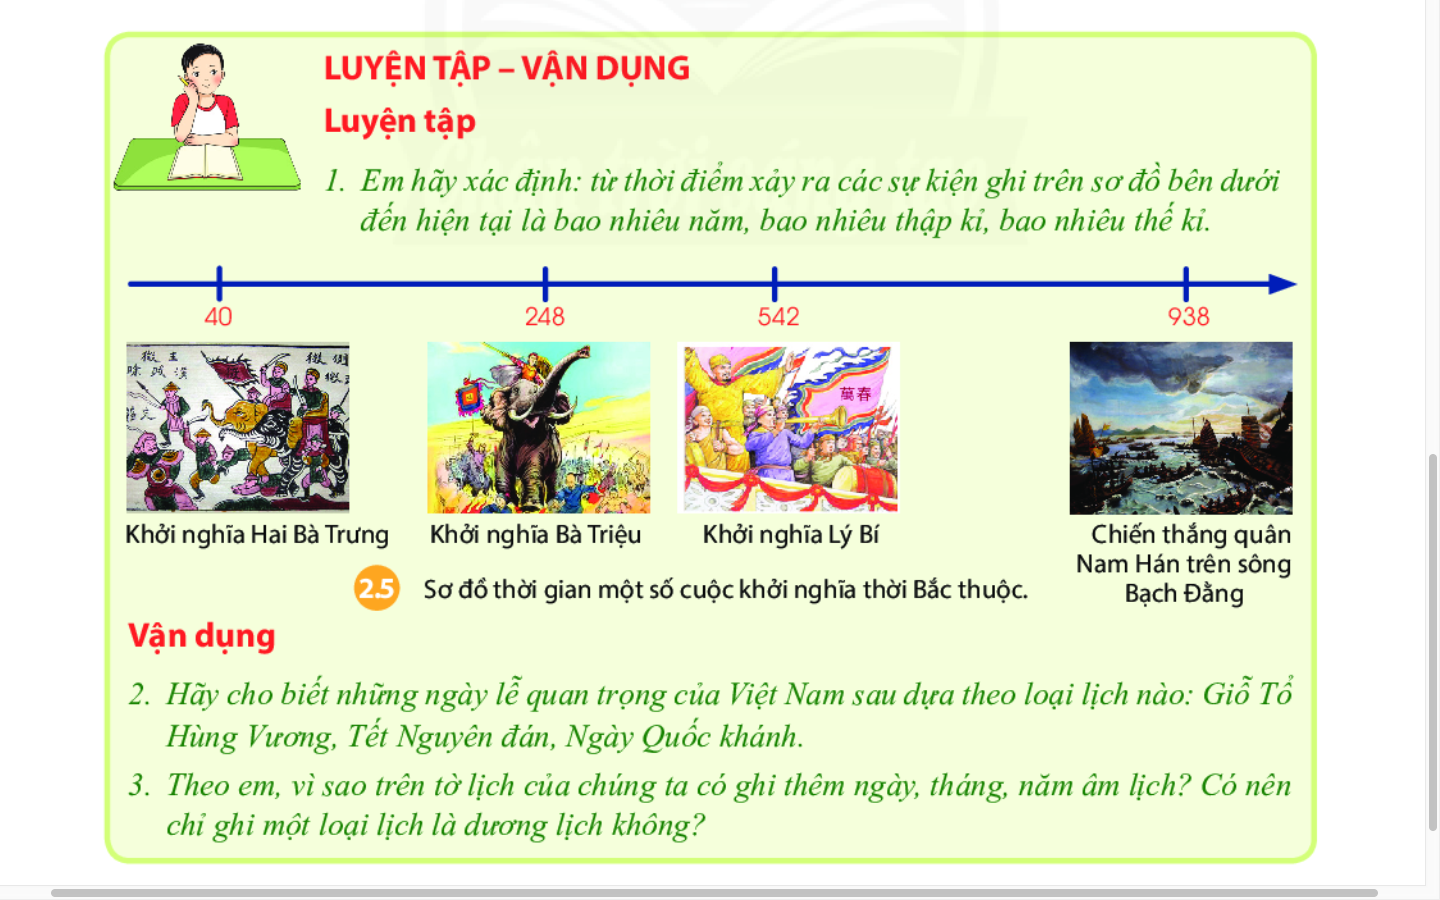 LUYỆN TẬP – VẬN DỤNG
Luyện tập
1. Em hãy xác định: từ thời điểm xảy ra các sự kiện ghi trên sơ đồ bên dưới
đến hiện tại là bao nhiêu năm, bao nhiêu thập kỉ, bao nhiêu thế kỉ.
40 248 542 938
萬春
Khởi nghĩa Hai Bà Trưng
Khởi nghĩa Bà Triệu
Khởi nghĩa Lý Bí
Chiến thắng quân
Nam Hán trên sông
Bạch Đằng
2.5 Sơ đồ thời gian một số cuộc khởi nghĩa thời Bắc thuộc.
Vận dụng
2. Hãy cho biết những ngày lễ quan trọng của Việt Nam sau dựa theo loại lịch nào: Giỗ Tổ
Hùng Vương, Tết Nguyên đán, Ngày Quốc khánh.
3. Theo em, vì sao trên tờ lịch của chúng ta có ghi thêm ngày, tháng, năm âm lịch? Có nên
chỉ ghi một loại lịch là dương lịch không?